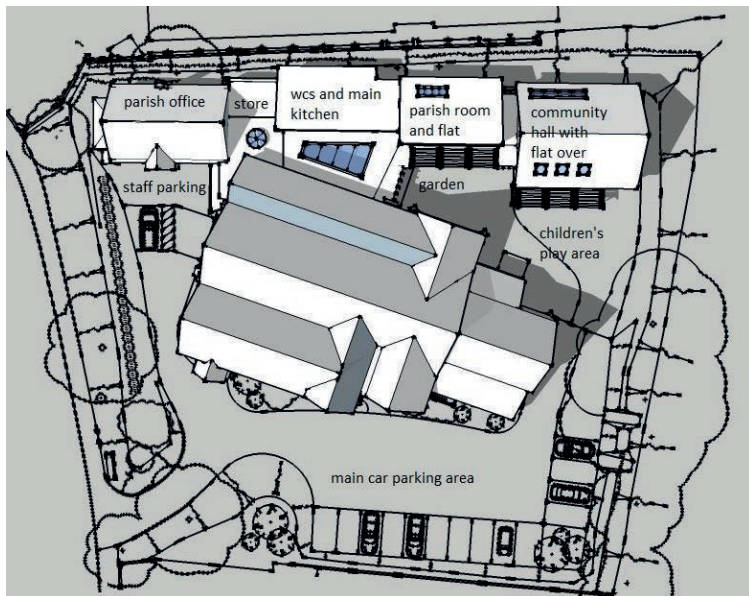 parish office
store
wcs and main
kitchen
parish room
and flat
community
hall with
flat over
staff parking
garden
children's
play area
main car parking area